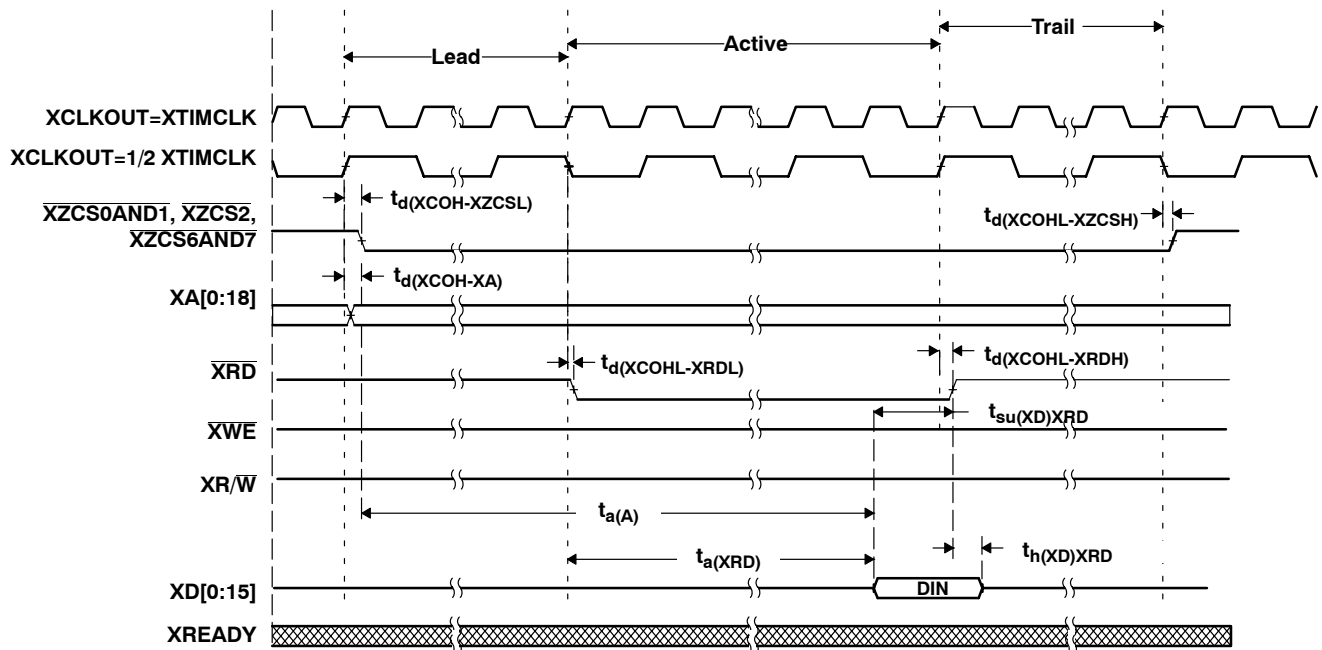 Trail
Active
Lead
XCLKOUT=XTIMCLK
XCLKOUT=1/2 XTIMCLK
td(XCOH-XZCSL)
XZCS0AND1, XZCS2,
XZCS6AND7
td(XCOHL-XZCSH)
td(XCOH-XA)
XA[0:18]
XRD
td(XCOHL-XRDL)
td(XCOHL-XRDH)
tsu(XD)XRD
XWE
XR/W
ta(A)
ta(XRD)
th(XD)XRD
XD[0:15]
DIN
XREADY